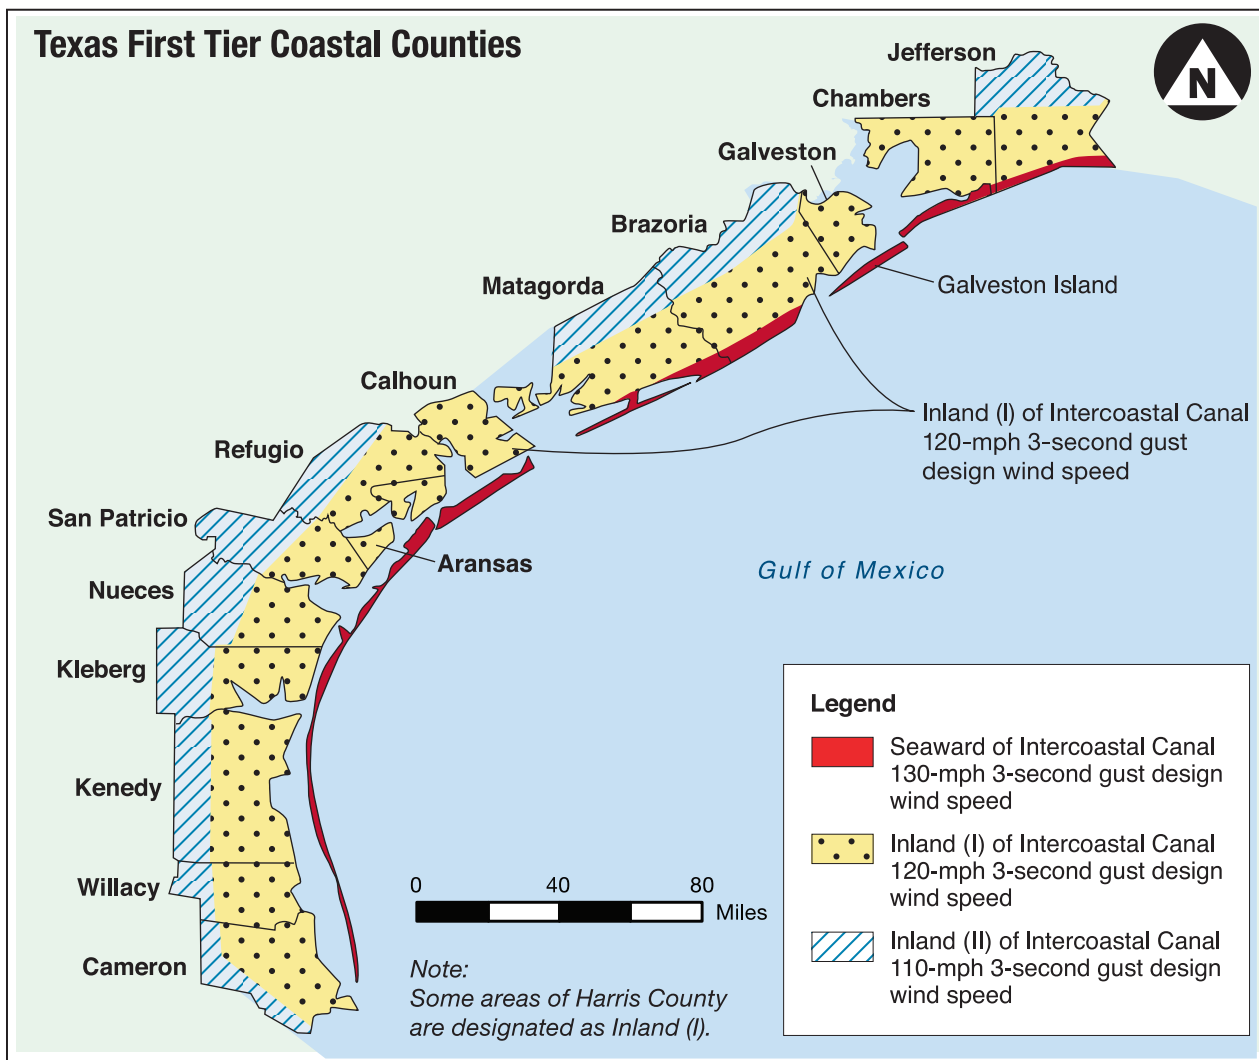 Texas First Tier Coastal Counties
N
Jefferson
Chambers
Galveston
Brazoria
Galveston Island
Matagorda
Calhoun
Inland (I) of Intercoastal Canal
120-mph 3-second gust
design wind speed
Refugio
San Patricio
Aransas
Gulf of Mexico
Nueces
Kleberg
Kenedy
Willacy
Cameron
0 40 80
Miles
Note:
Some areas of Harris County
are designated as Inland (I).
Legend
Seaward of Intercoastal Canal
130-mph 3-second gust design
wind speed
Inland (I) of Intercoastal Canal
120-mph 3-second gust design
wind speed
Inland (II) of Intercoastal Canal
110-mph 3-second gust design
wind speed